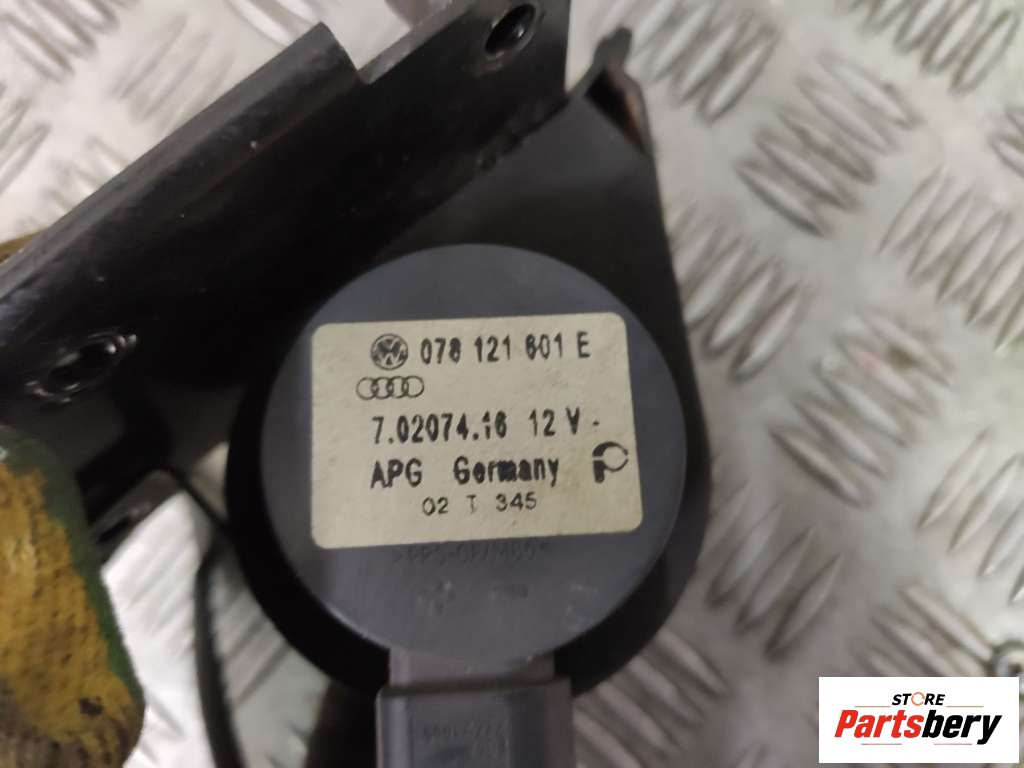 078 121 601 E
7.02074.16 12 V -
APG Germany
02 T 345
STORE
Partsbery